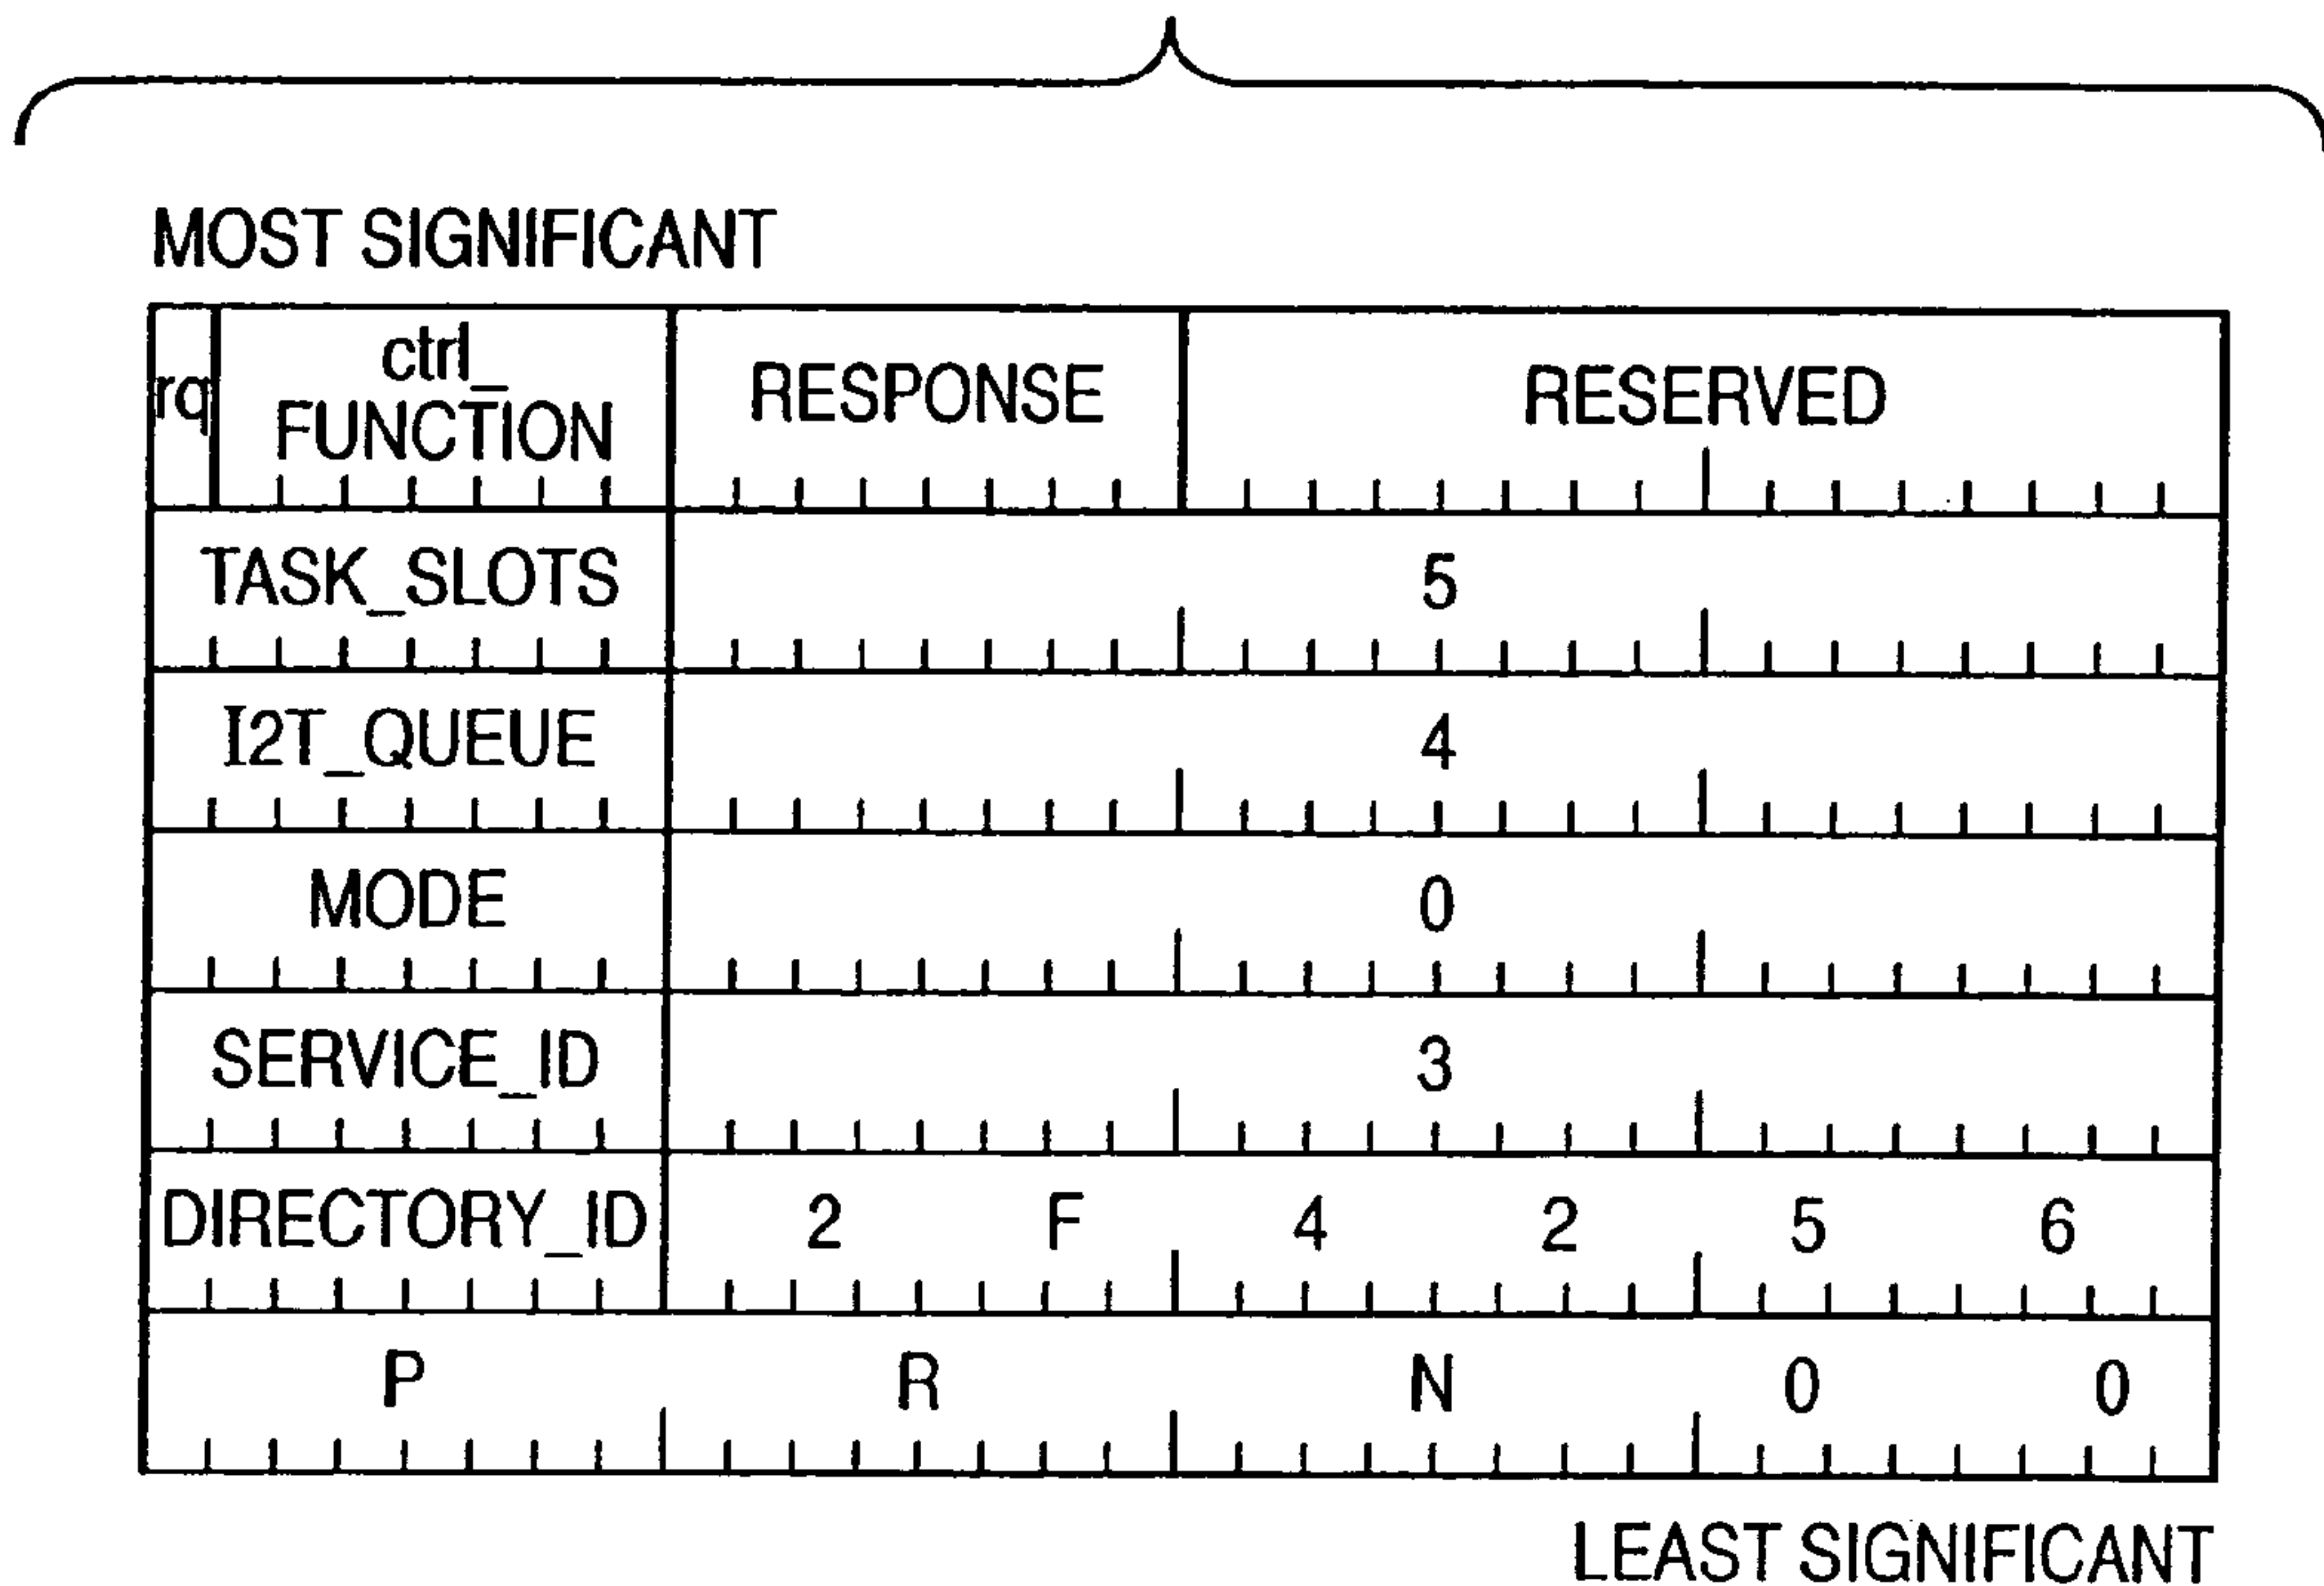 MOST SIGNIFICANT
rq ctrl_ FUNCTION RESPONSE RESERVED
TASK_SLOTS 5
I2T_QUEUE 4
MODE 0
SERVICE_ID 3
DIRECTORY_ID 2 F 4 2 5 6
P R N 0 0
LEAST SIGNIFICANT